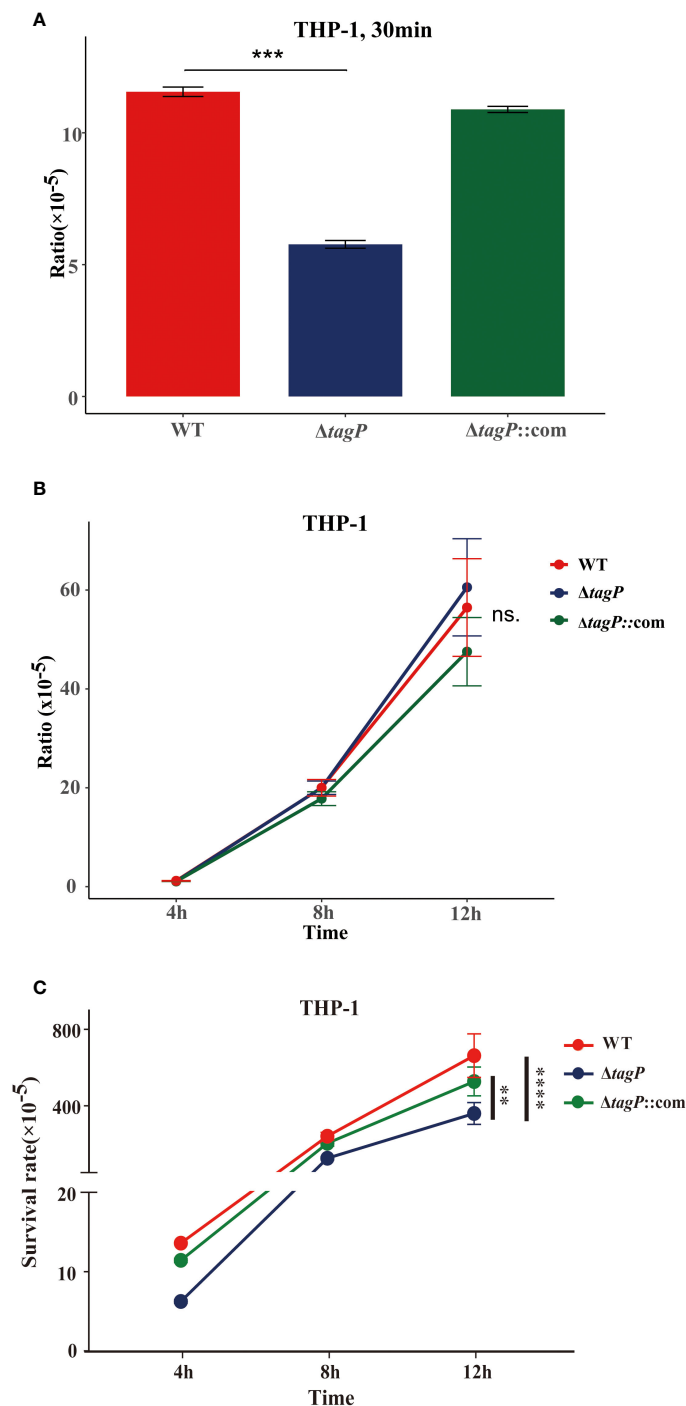 A
THP-1, 30min
***
Ratio(×10-5)
10
5
0
WT
ΔtagP
ΔtagP::com
B
THP-1
WT
ΔtagP
ΔtagP::com
ns.
Ratio (x10-5)
60
40
20
0
4h
8h
12h
Time
C
THP-1
WT
ΔtagP
ΔtagP::com
**
****
Survival rate(×10-5)
800
400
20
10
0
4h
8h
12h
Time